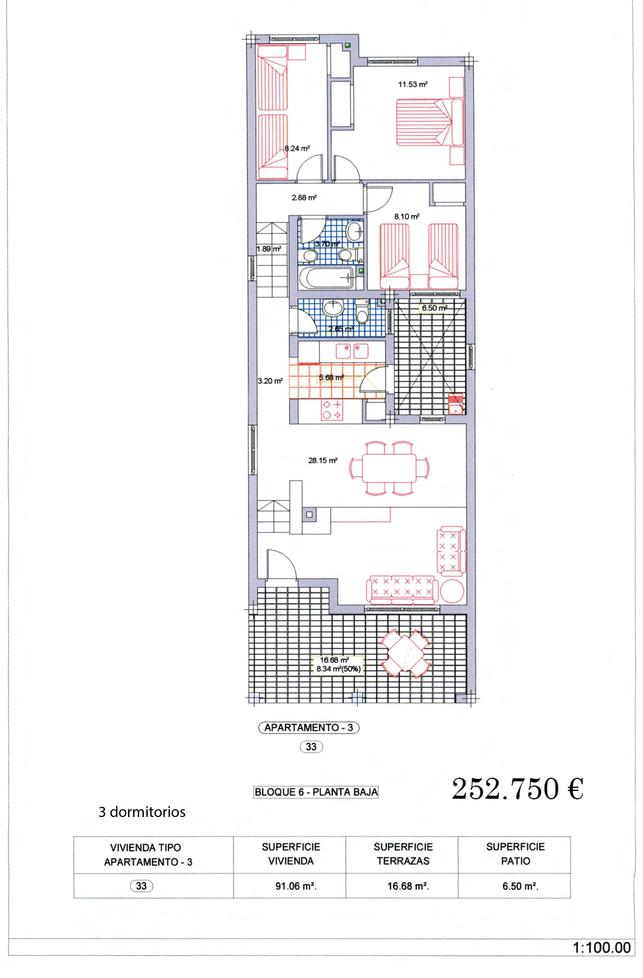 11.53 m²
8.24 m²
2.88 m²
8.10 m²
1.89 m²
3.70 m²
6.50 m²
2.65 m²
3.20 m²
5.68 m²
28.15 m²
16.68 m²
8.34 m²(50%)
APARTAMENTO - 3
33
BLOQUE 6 - PLANTA BAJA
252.750 €
3 dormitorios
VIVIENDA TIPO
APARTAMENTO - 3
SUPERFICIE
VIVIENDA
SUPERFICIE
TERRAZAS
SUPERFICIE
PATIO
33
91.06 m².
16.68 m².
6.50 m².
1:100.00